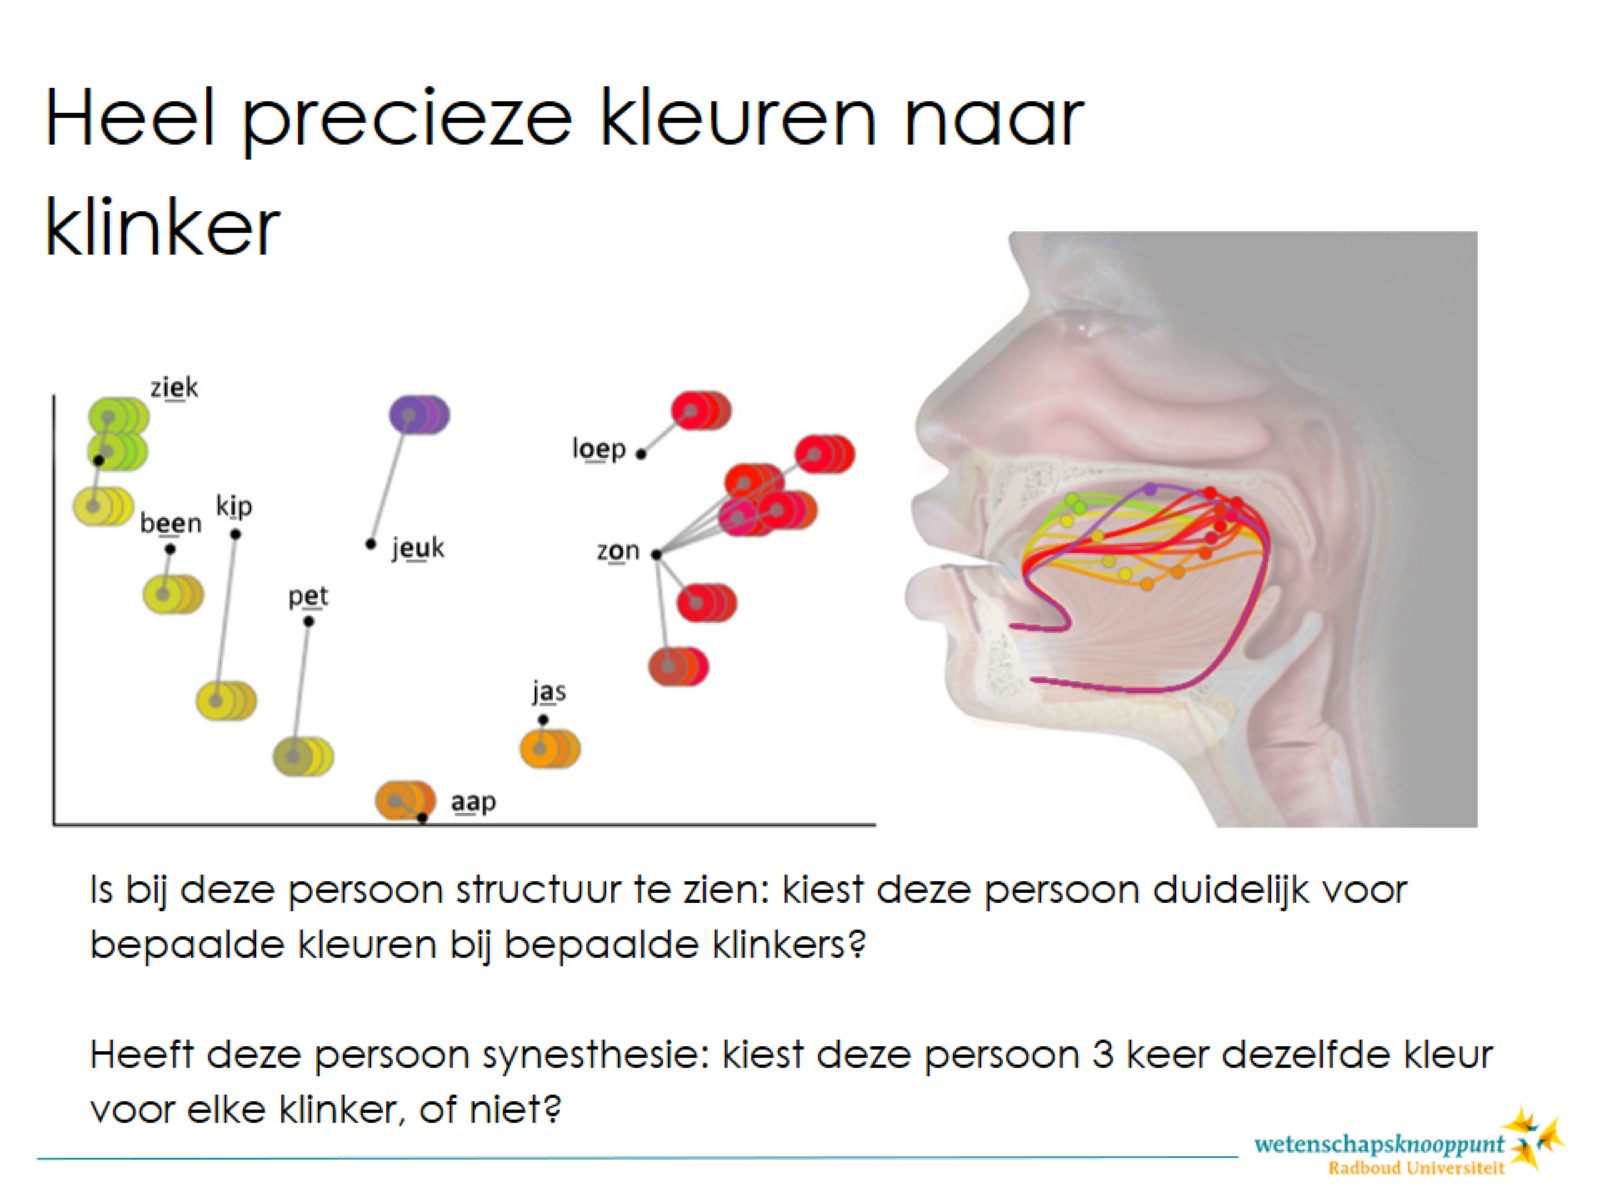 Heel precieze kleuren naar
klinker
ziek
loep
kip
been
jeuk
zon
pet
jas
aap
Is bij deze persoon structuur te zien: kiest deze persoon duidelijk voor
bepaalde kleuren bij bepaalde klinkers?
Heeft deze persoon synesthesie: kiest deze persoon 3 keer dezelfde kleur
voor elke klinker, of niet?
wetenschapsknooppunt
Radboud Universiteit